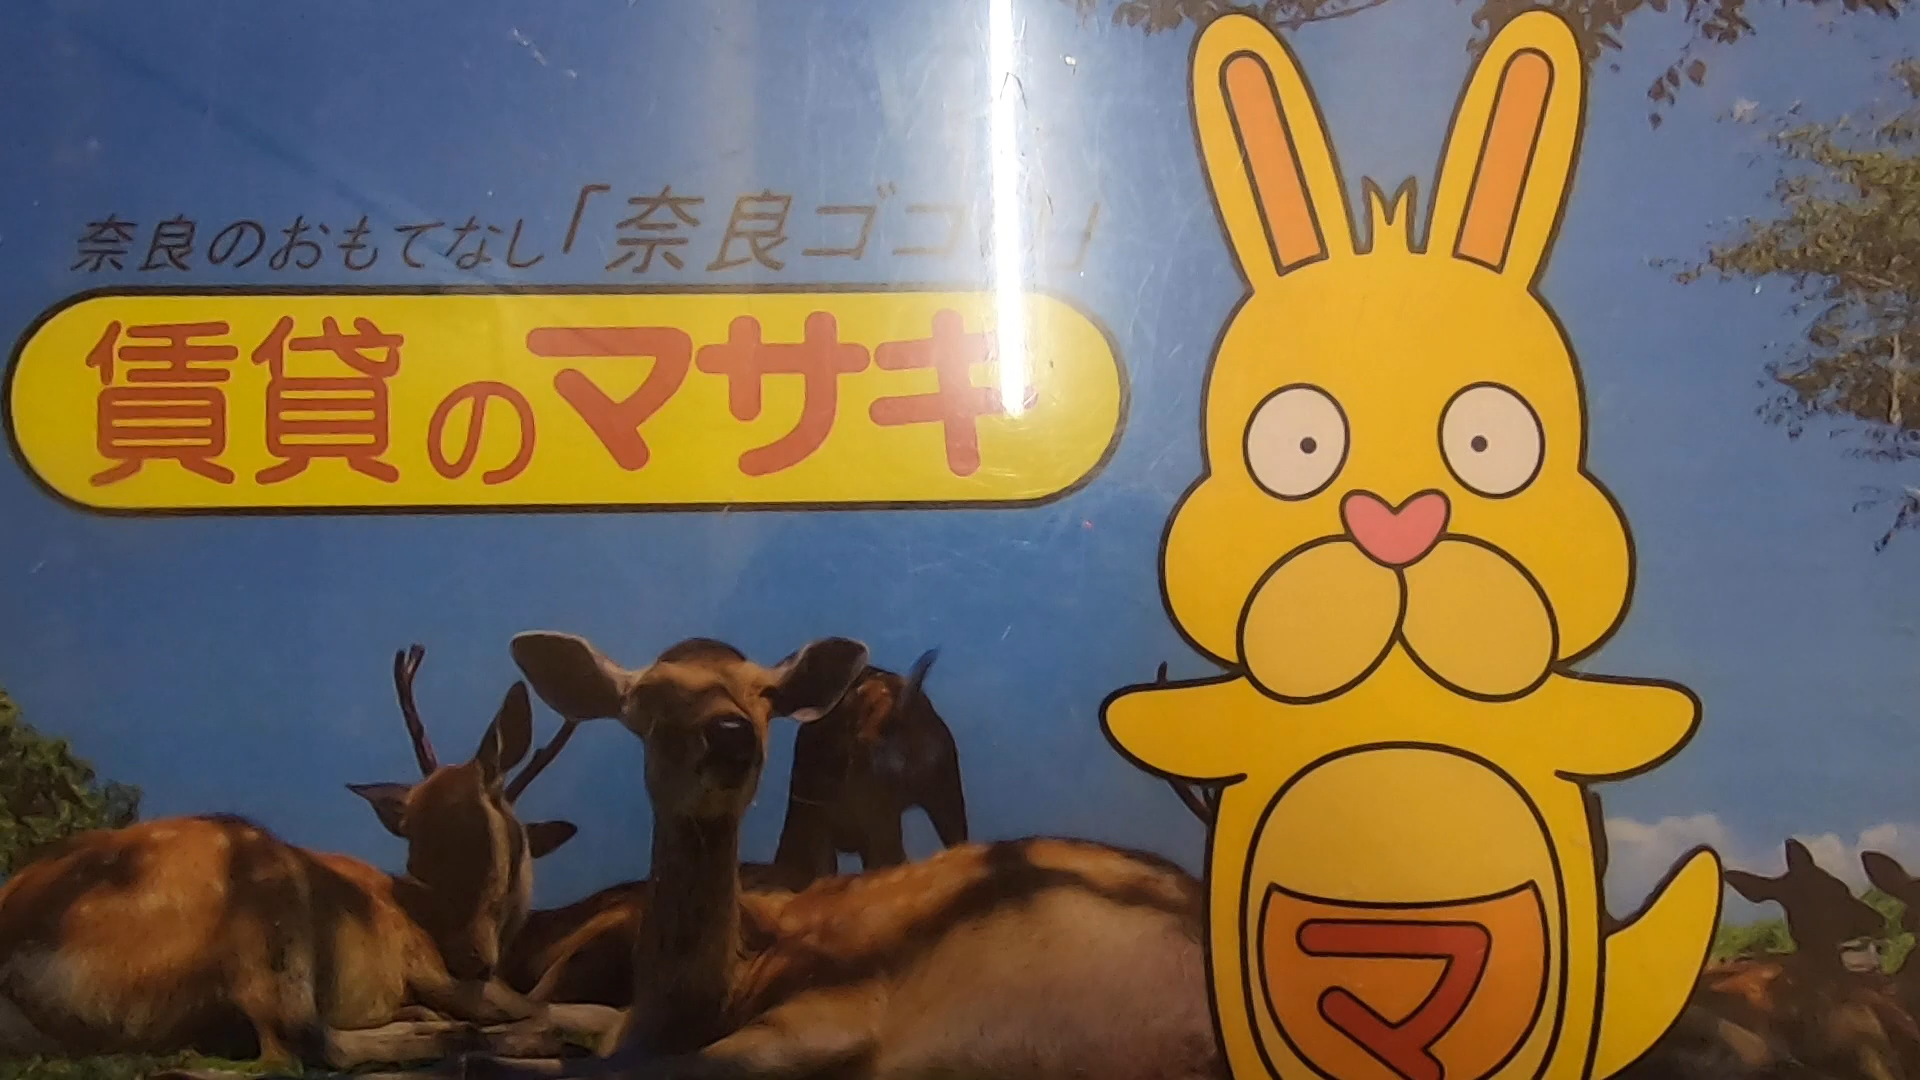 奈良のおもてなし「奈良ゴコ」
賃貸のマサキ
マ